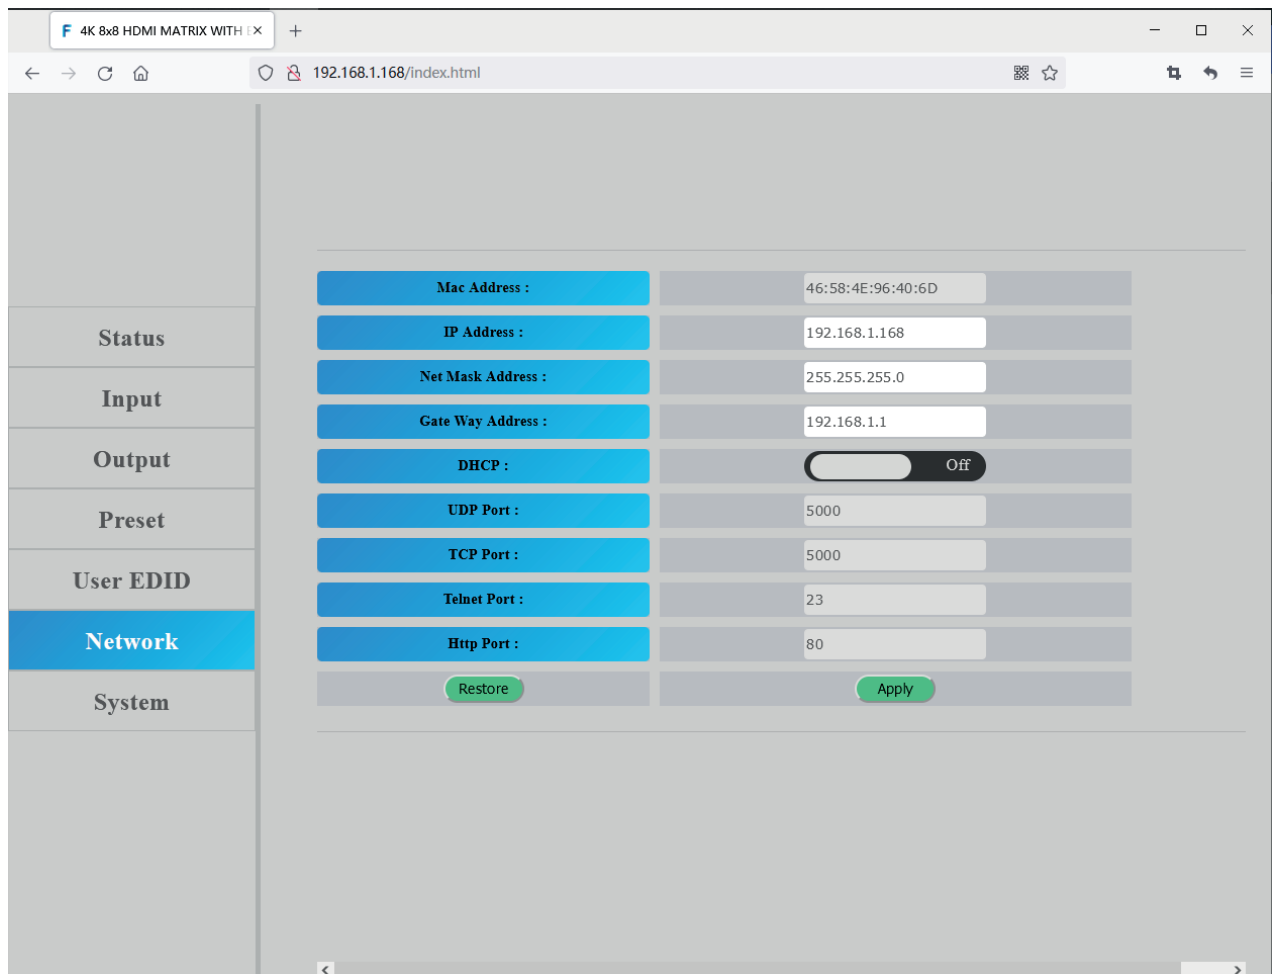 F 4K 8x8 HDMI MATRIX WITH E
192.168.1.168/index.html
Status
Input
Output
Preset
User EDID
Network
System
Mac Address : 46:58:4E:96:40:6D
IP Address : 192.168.1.168
Net Mask Address : 255.255.255.0
Gate Way Address : 192.168.1.1
DHCP : Off
UDP Port : 5000
TCP Port : 5000
Telnet Port : 23
Http Port : 80
Restore Apply